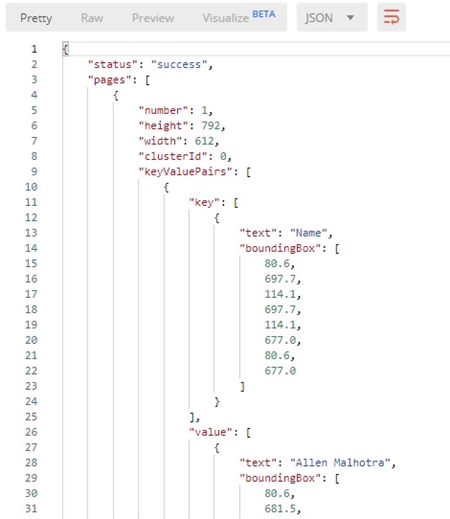 Pretty Raw Preview Visualize BETA JSON
1 {
2 "status": "success",
3 "pages": [
4 {
5 "number": 1,
6 "height": 792,
7 "width": 612,
8 "clusterId": 0,
9 "keyValuePairs": [
10 {
11 "key": [
12 {
13 "text": "Name",
14 "boundingBox": [
15 80.6,
16 697.7,
17 114.1,
18 697.7,
19 114.1,
20 677.0,
21 80.6,
22 677.0
23 ]
24 }
25 ],
26 "value": [
27 {
28 "text": "Allen Malhotra",
29 "boundingBox": [
30 80.6,
31 681.5,